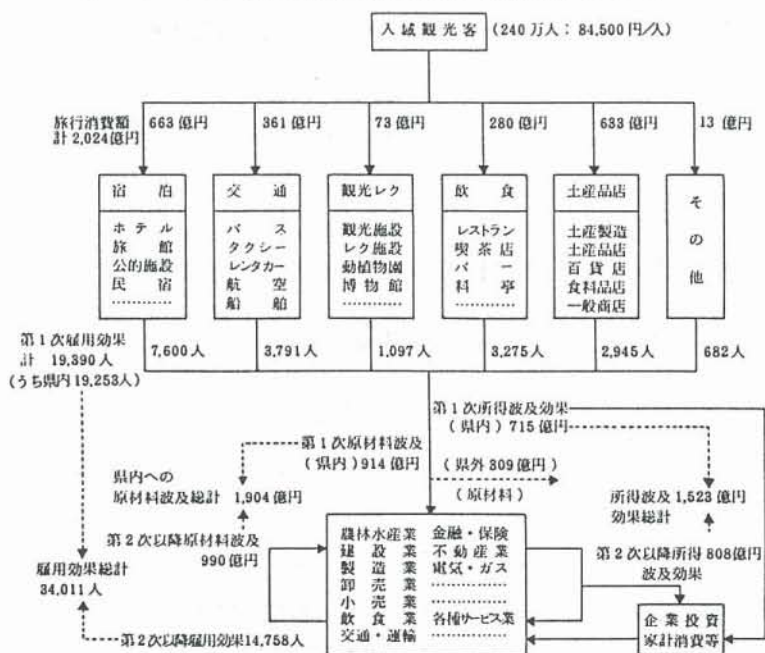 入域観光客 (240万人：84,500円/人)
旅行消費額
計 2,024億円
663億円 361億円 73億円 280億円 633億円 13億円
宿泊 交通 観光レク 飲食 土産品店 その他
ホテル
旅館
公的施設
民宿
…………
バス
タクシー
レンタカー
航空
船舶
観光施設
レク施設
動植物園
博物館
…………
レストラン
喫茶店
バー
料亭
…………
土産製造
土産品店
百貨店
食料品店
一般商店
第1次雇用効果
計 19,390人
(うち県内19,253人)
7,600人 3,791人 1,097人 3,275人 2,945人 682人
第1次所得波及効果
(県内)715億円
第1次原材料波及
(県内)914億円
(県外309億円)
(原材料)
県内への
原材料波及総計 1,904億円
所得波及1,523億円
効果総計
第2次以降原材料波及
990億円
第2次以降所得808億円
波及効果
農林水産業 金融・保険
建設業 不動産業
製造業 電気・ガス
卸売業 …………
小売業 …………
飲食業 各種サービス業
交通・運輸 …………
雇用効果総計
34,011人
第2次以降雇用効果14,758人
企業投資
家計消費等